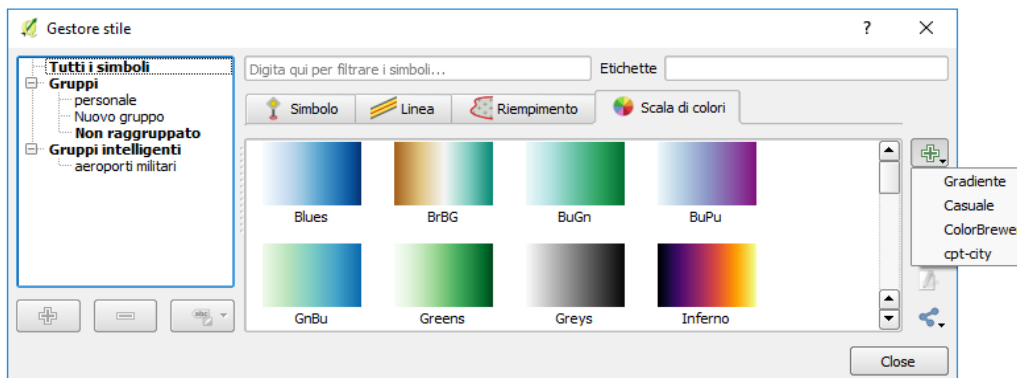 Gestore stile
?
Tutti i simboli
Gruppi
personale
Nuovo gruppo
Non raggruppato
Gruppi intelligenti
aeroporti militari
Digita qui per filtrare i simboli...
Etichette
Simbolo
Linea
Riempimento
Scala di colori
Blues
BrBG
BuGn
BuPu
GnBu
Greens
Greys
Inferno
Gradiente
Casuale
ColorBrewe
cpt-city
abc
Close